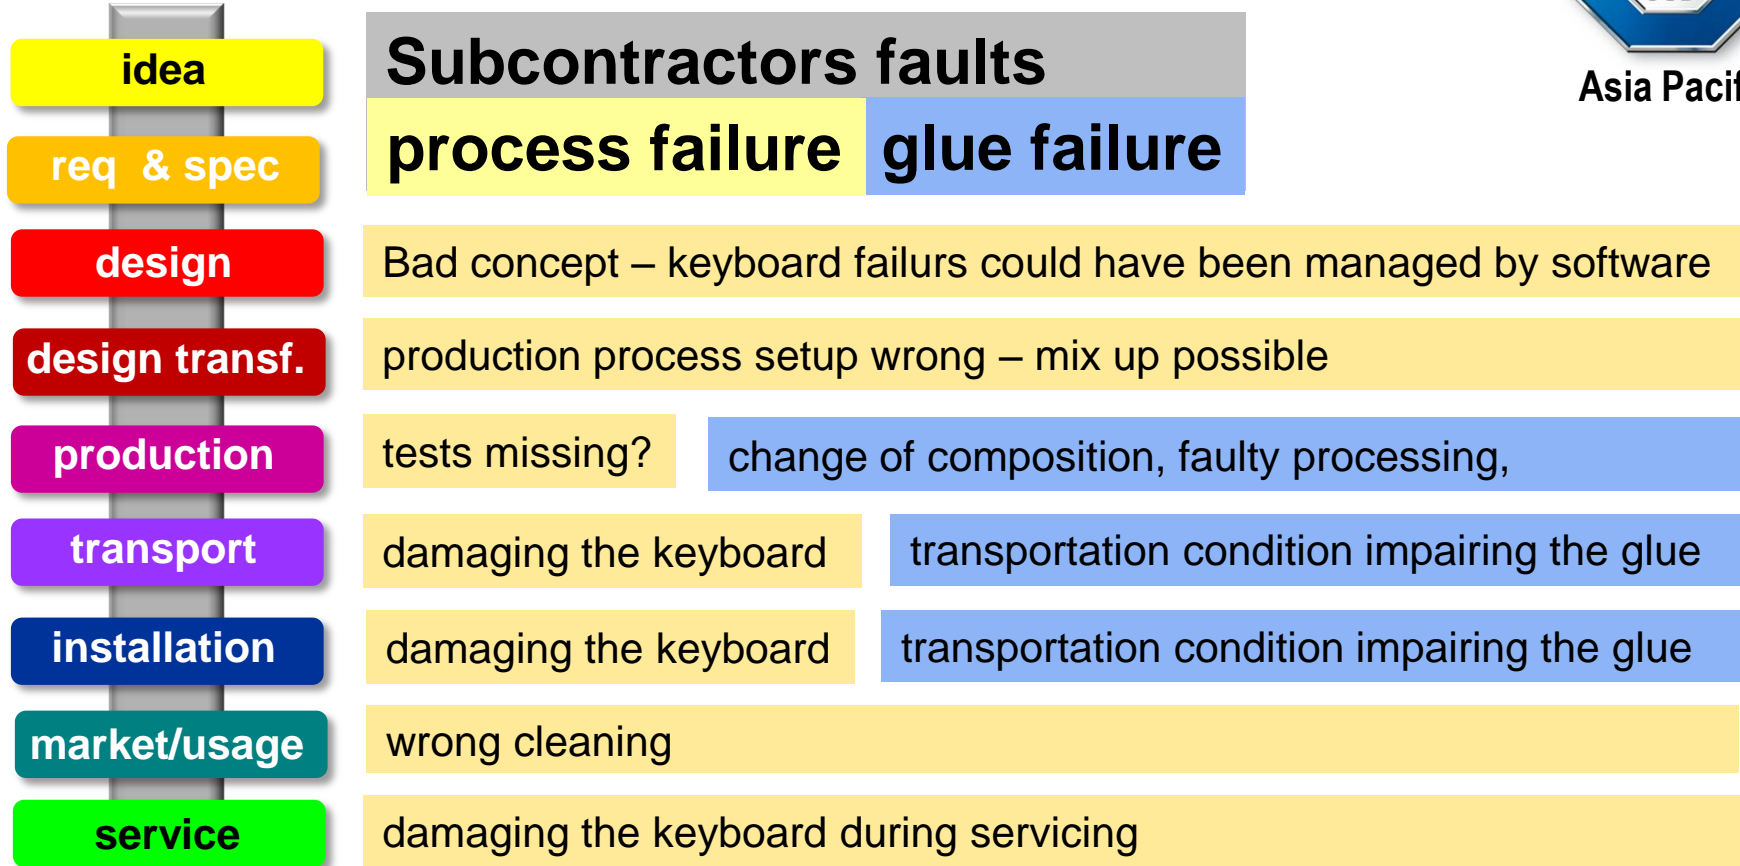 idea
Subcontractors faults
Asia Pacif
req & spec
process failure glue failure
design
Bad concept – keyboard failurs could have been managed by software
design transf.
production process setup wrong – mix up possible
production
tests missing?
change of composition, faulty processing,
transport
damaging the keyboard
transportation condition impairing the glue
installation
damaging the keyboard
transportation condition impairing the glue
market/usage
wrong cleaning
service
damaging the keyboard during servicing